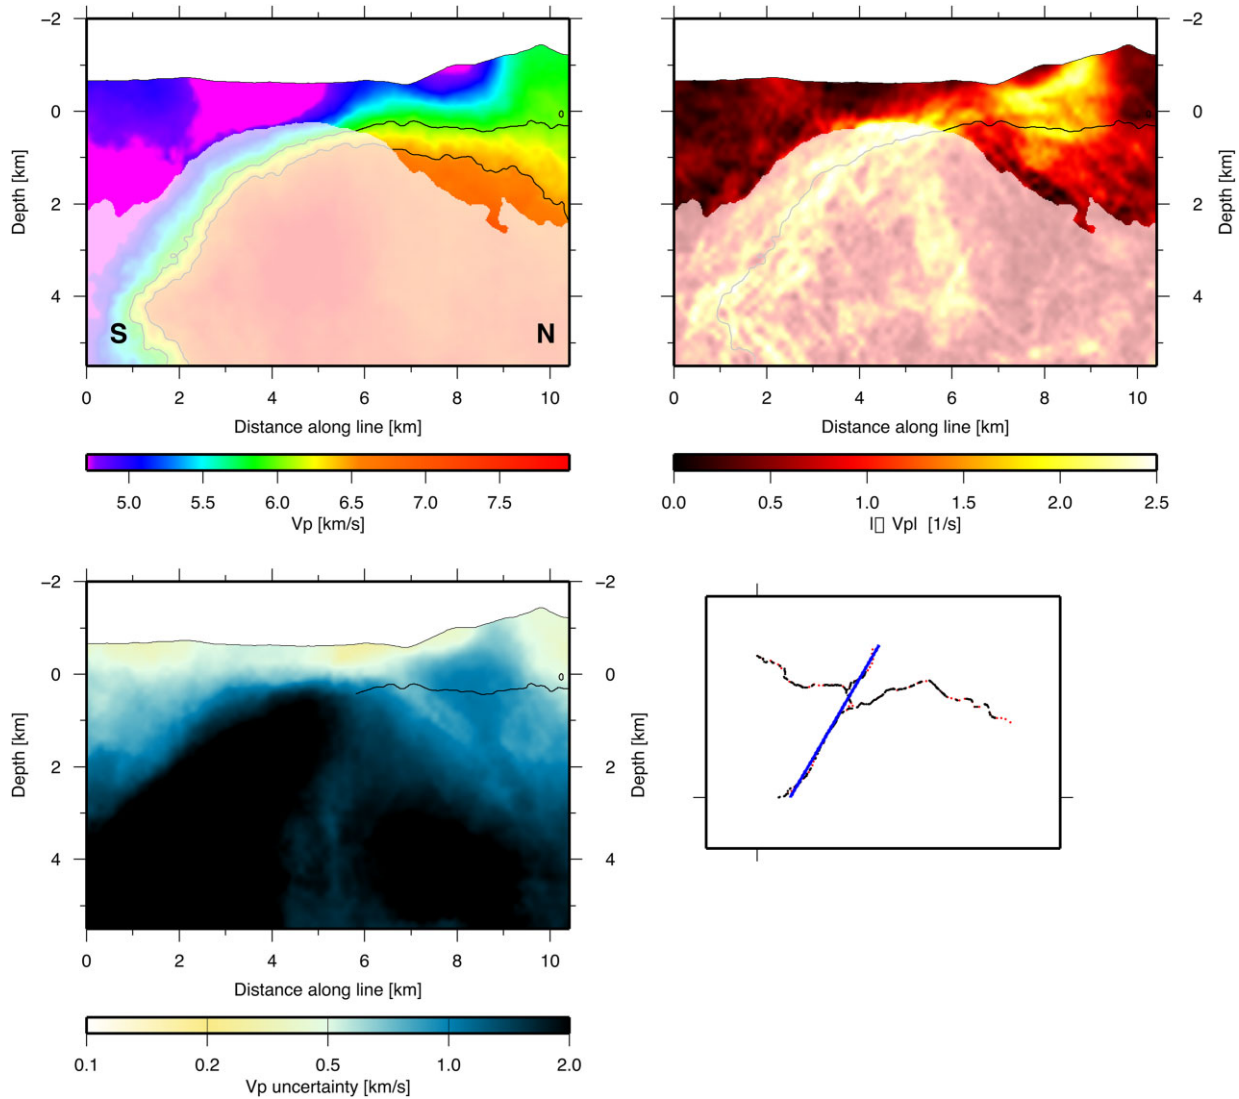 −2
0
2
4
Depth [km]
S
N
0
0 2 4 6 8 10
Distance along line [km]
5.0 5.5 6.0 6.5 7.0 7.5
Vp [km/s]
−2
0
2
4
Depth [km]
0
0 2 4 6 8 10
Distance along line [km]
0.0 0.5 1.0 1.5 2.0 2.5
I□ VpI [1/s]
−2
0
2
4
Depth [km]
−2
0
2
4
Depth [km]
0
0 2 4 6 8 10
Distance along line [km]
0.1 0.2 0.5 1.0 2.0
Vp uncertainty [km/s]